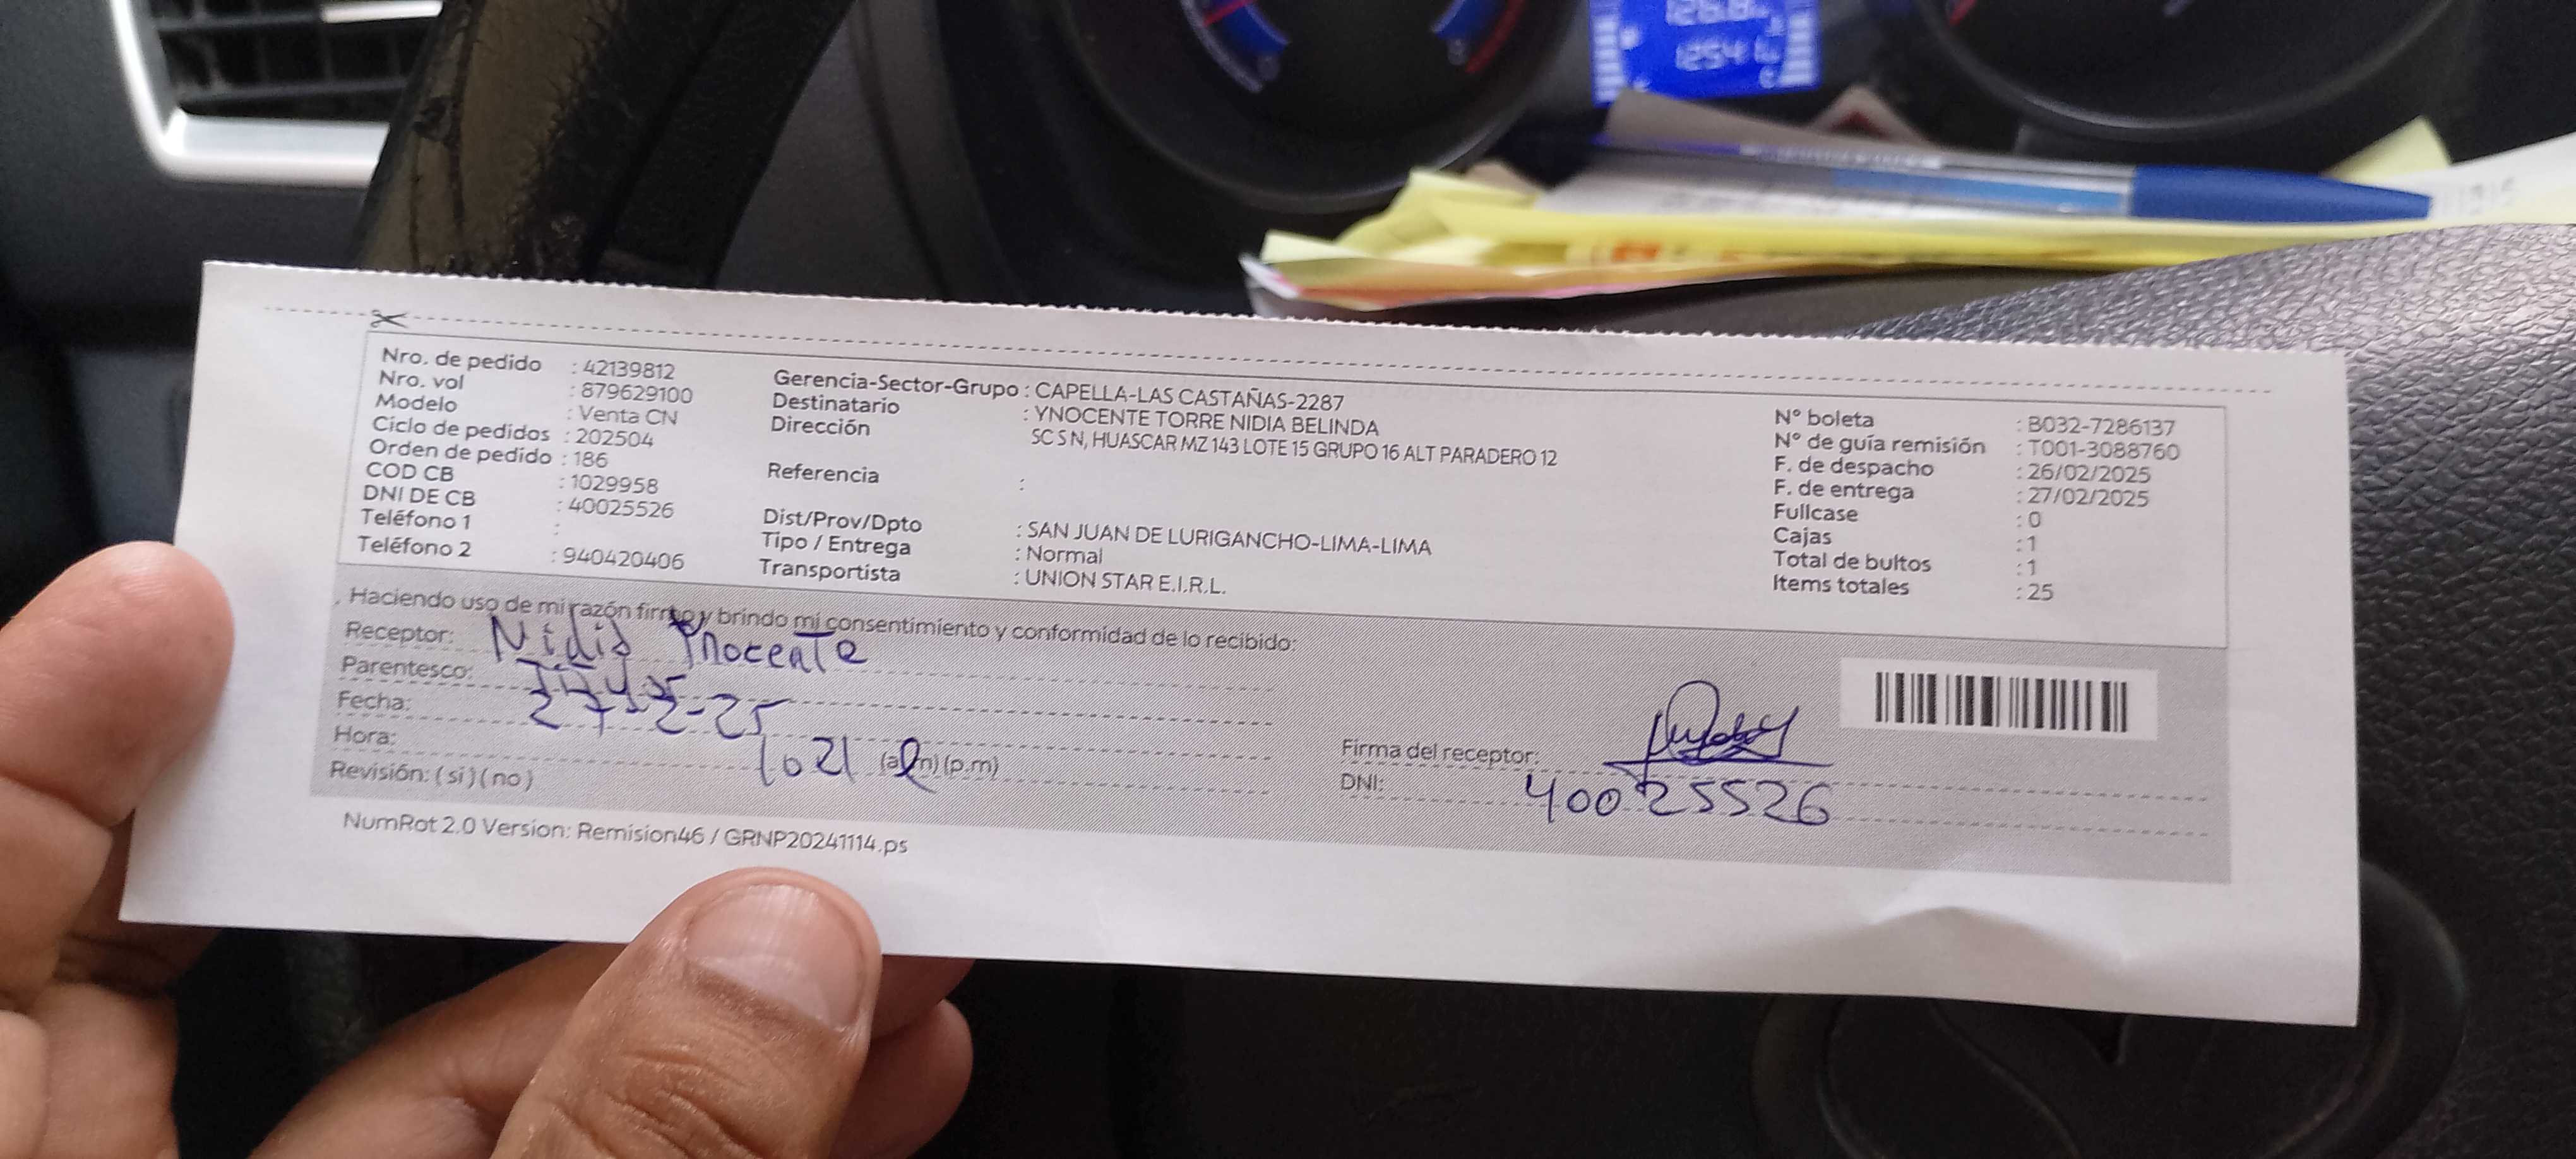 126.8
1254
Nro. de pedido : 42139812
Nro. vol : 879629100
Modelo : Venta CN
Ciclo de pedidos : 202504
Orden de pedido : 186
COD CB : 1029958
DNI DE CB : 40025526
Teléfono 1 :
Teléfono 2 : 940420406
Gerencia-Sector-Grupo : CAPELLA-LAS CASTAÑAS-2287
Destinatario : YNOCENTE TORRE NIDIA BELINDA
Dirección SC S N, HUASCAR MZ 143 LOTE 15 GRUPO 16 ALT PARADERO 12
Referencia :
Dist/Prov/Dpto : SAN JUAN DE LURIGANCHO-LIMA-LIMA
Tipo / Entrega : Normal
Transportista : UNION STAR E.I.R.L.
N° boleta : B032-7286137
N° de guía remisión : T001-3088760
F. de despacho : 26/02/2025
F. de entrega : 27/02/2025
Fullcase : 0
Cajas : 1
Total de bultos : 1
Items totales : 25
Haciendo uso de mi razón firmo y brindo mi consentimiento y conformidad de lo recibido:
Receptor: Nidia Ynocente
Parentesco:
Fecha: 27-2-25
Hora: 1021 (a.m) (p.m)
Revisión: (si) (no)
Firma del receptor:
DNI: 40025526
NumRot 2.0 Version: Remision46 / GRNP20241114.ps